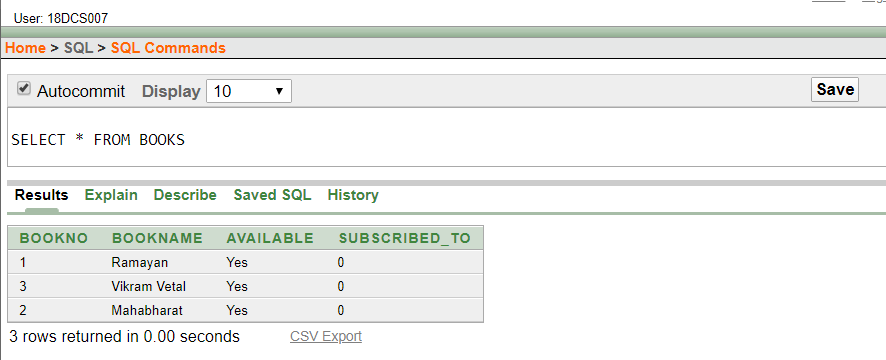 User: 18DCS007
Home > SQL > SQL Commands
Autocommit Display 10 Save
SELECT * FROM BOOKS
Results Explain Describe Saved SQL History
BOOKNO BOOKNAME AVAILABLE SUBSCRIBED_TO
1 Ramayan Yes 0
3 Vikram Vetal Yes 0
2 Mahabharat Yes 0
3 rows returned in 0.00 seconds CSV Export